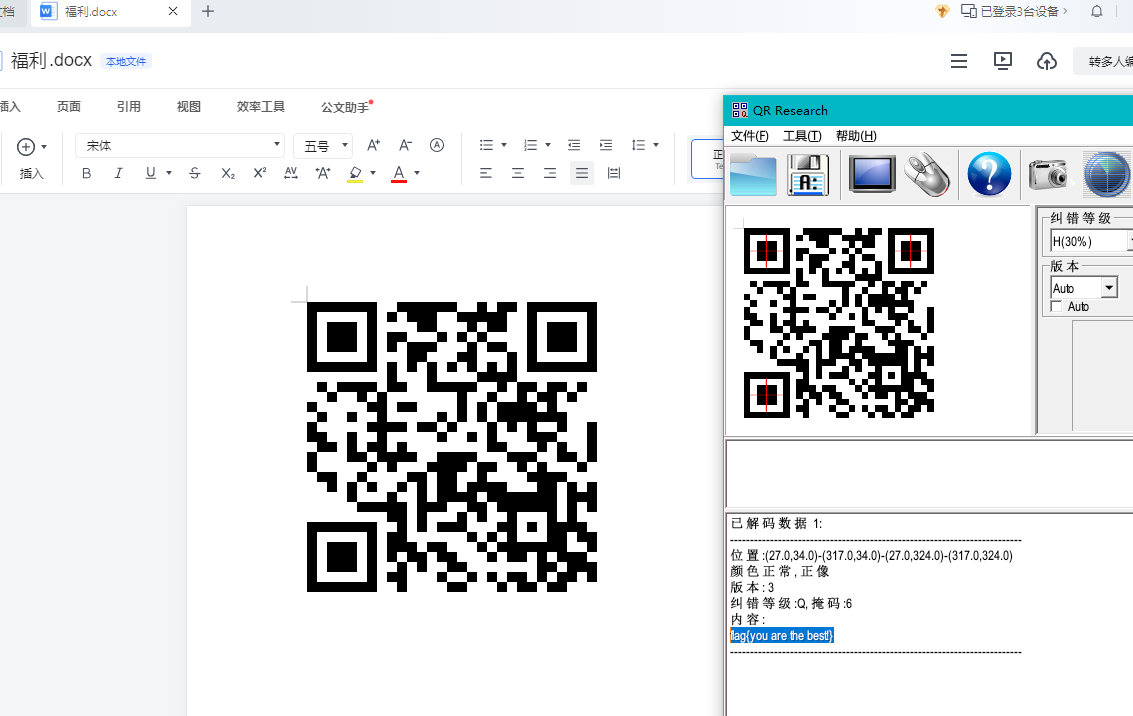 文档
W 福利.docx
已登录3台设备
福利.docx 本地文件
转多人编
插入 页面 引用 视图 效率工具 公文助手
插入
宋体 五号 A⁺ A⁻ A
B I U S X₂ X² AV A A
正
Te
QR Research
文件(F) 工具(T) 帮助(H)
A:
?
纠错等级
H(30%)
版本
Auto
Auto
已解码数据 1:
位置:(27.0,34.0)-(317.0,34.0)-(27.0,324.0)-(317.0,324.0)
颜色正常, 正像
版本: 3
纠错等级:Q, 掩码:6
内容:
flag{you are the best!}